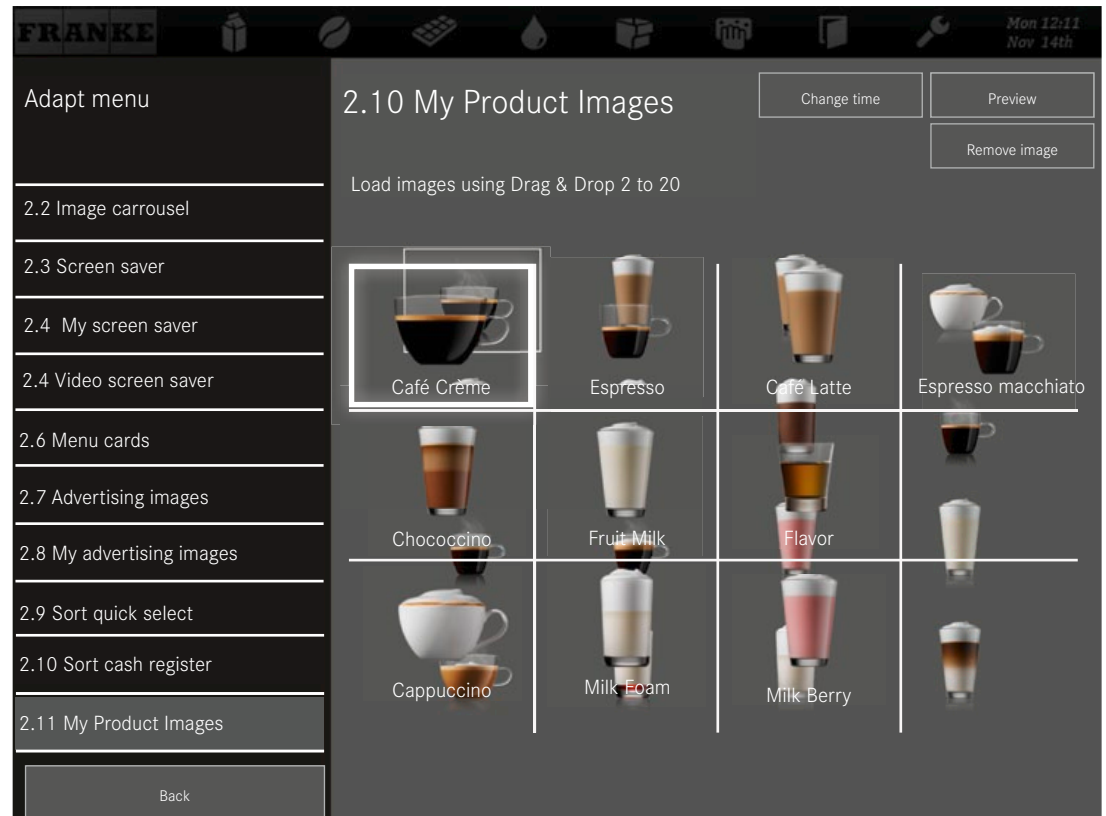 FRANKE
Mon 12:11
Nov 14th
Adapt menu
2.2 Image carrousel
2.3 Screen saver
2.4 My screen saver
2.4 Video screen saver
2.6 Menu cards
2.7 Advertising images
2.8 My advertising images
2.9 Sort quick select
2.10 Sort cash register
2.11 My Product Images
Back
2.10 My Product Images
Change time
Preview
Remove image
Load images using Drag & Drop 2 to 20
Café Crème
Espresso
Café Latte
Espresso macchiato
Chococcino
Fruit Milk
Flavor
Cappuccino
Milk Foam
Milk Berry